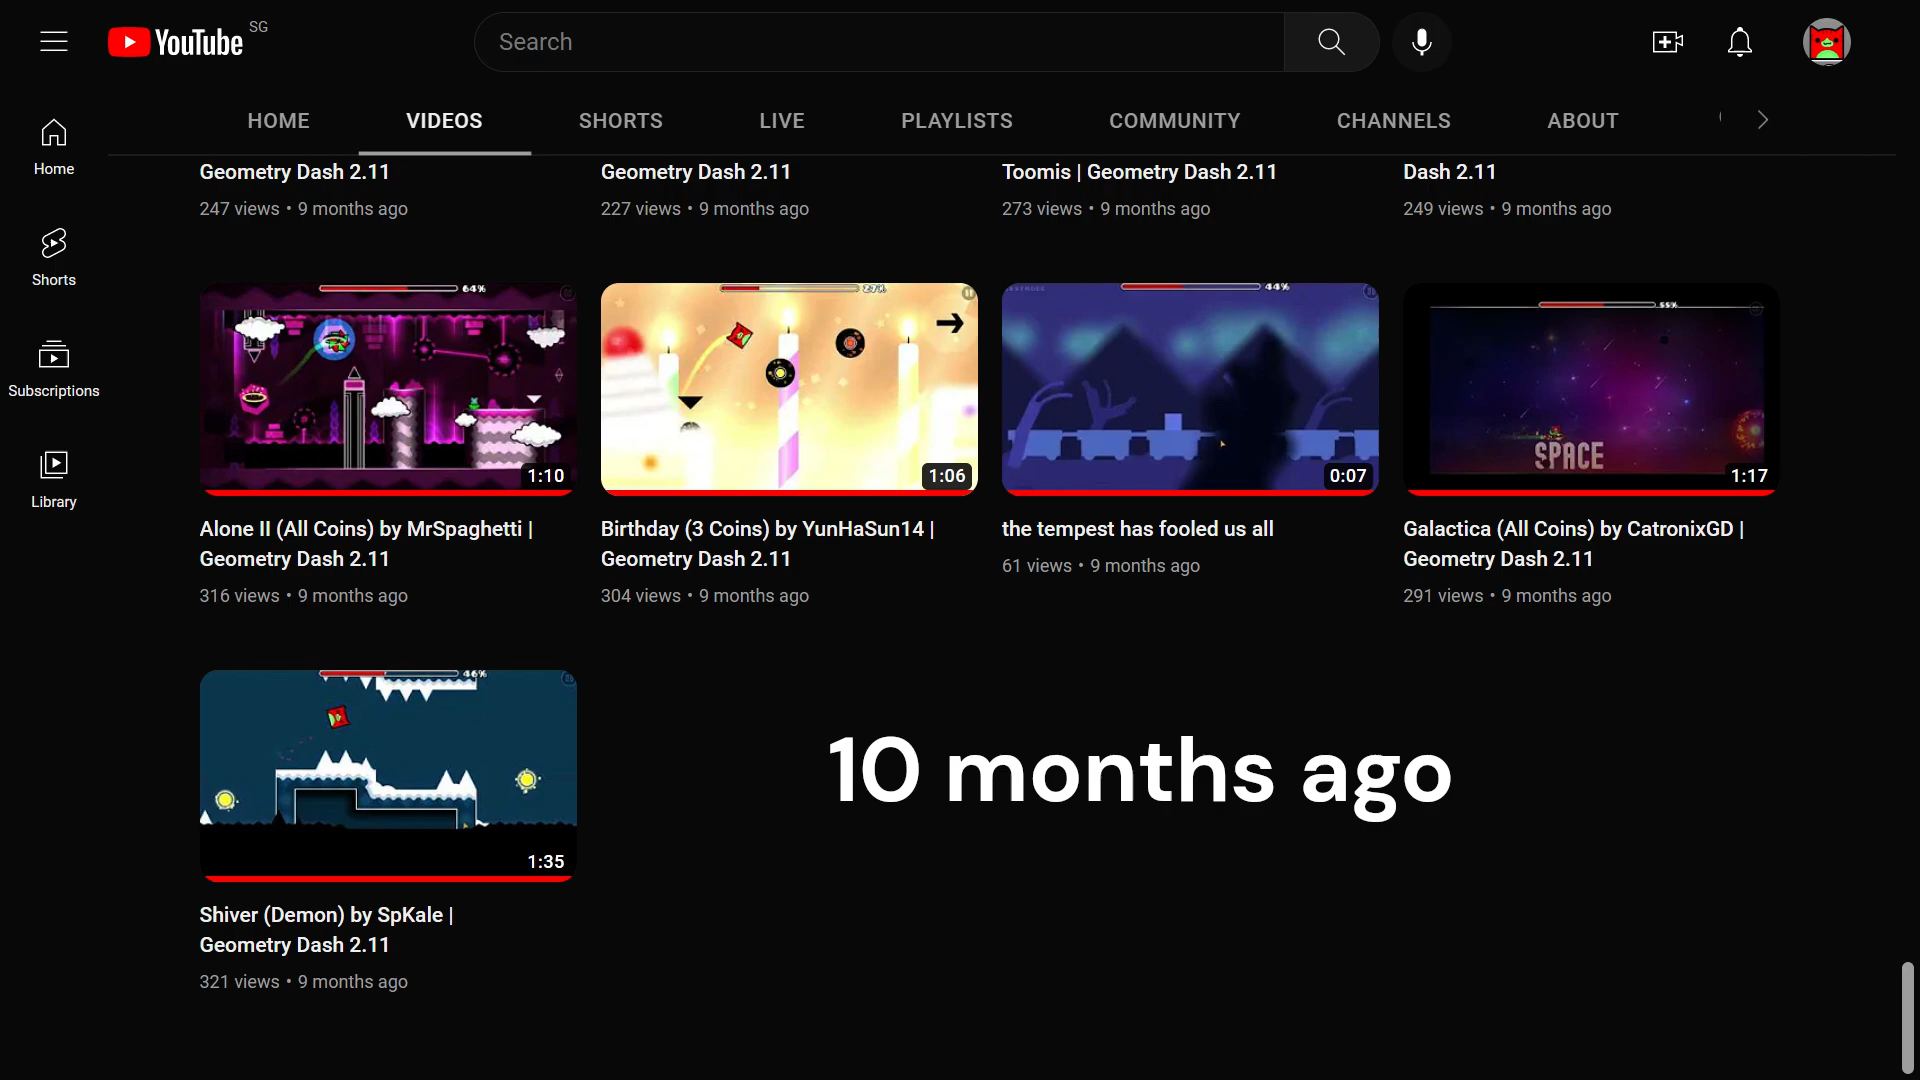 YouTube SG
Search
HOME VIDEOS SHORTS LIVE PLAYLISTS COMMUNITY CHANNELS ABOUT
Home
Shorts
Subscriptions
Library
Geometry Dash 2.11
247 views • 9 months ago
Geometry Dash 2.11
227 views • 9 months ago
Toomis | Geometry Dash 2.11
273 views • 9 months ago
Dash 2.11
249 views • 9 months ago
64%
1:10
Alone II (All Coins) by MrSpaghetti |
Geometry Dash 2.11
316 views • 9 months ago
27%
1:06
Birthday (3 Coins) by YunHaSun14 |
Geometry Dash 2.11
304 views • 9 months ago
44%
0:07
the tempest has fooled us all
61 views • 9 months ago
55%
SPACE
1:17
Galactica (All Coins) by CatronixGD |
Geometry Dash 2.11
291 views • 9 months ago
46%
1:35
Shiver (Demon) by SpKale |
Geometry Dash 2.11
321 views • 9 months ago
10 months ago